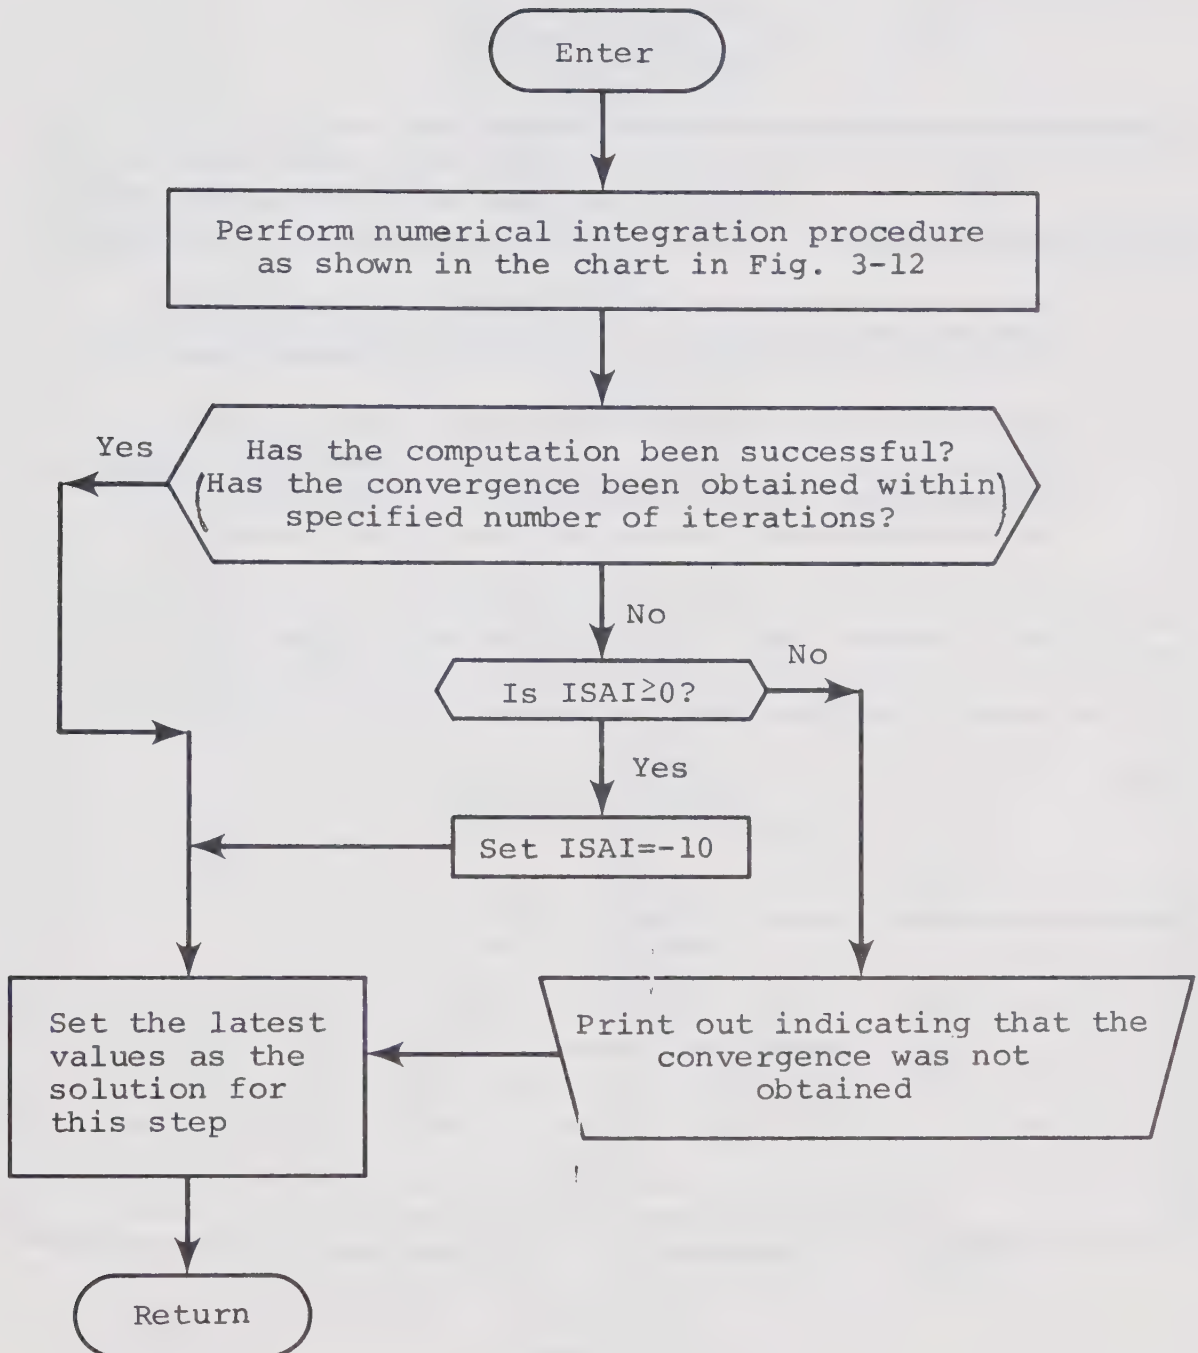 Enter
Perform numerical integration procedure
as shown in the chart in Fig. 3-12
Yes
Has the computation been successful?
(Has the convergence been obtained within
specified number of iterations?)
No
Is ISAI≥0?
No
Yes
Set ISAI=-10
Set the latest
values as the
solution for
this step
Print out indicating that the
convergence was not
obtained
Return